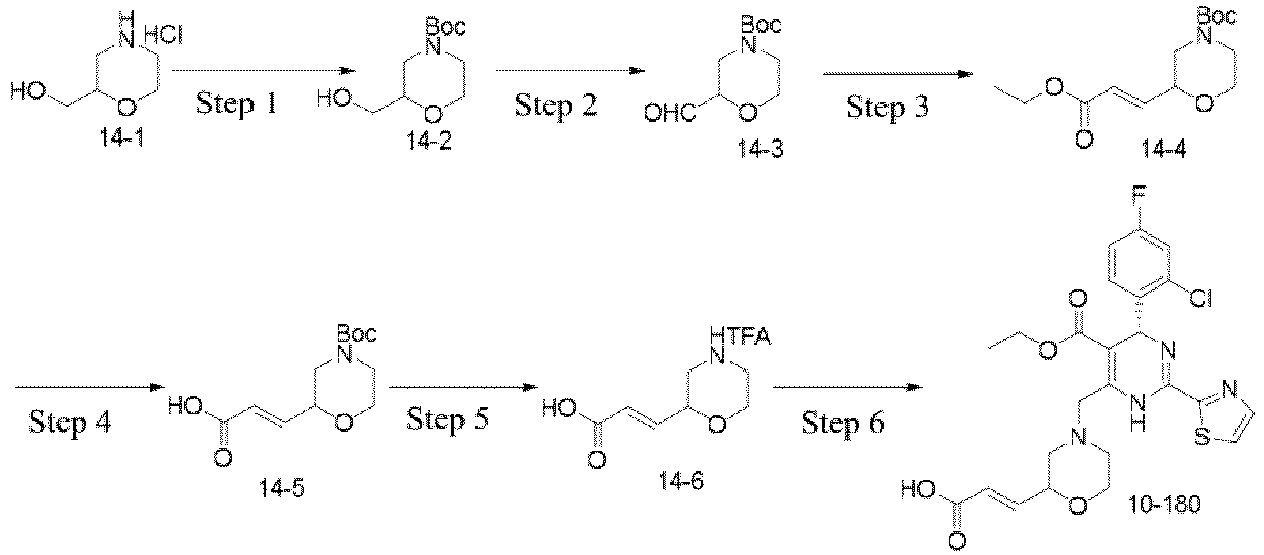 H
N HCl
HO
O
14-1
Step 1
Boc
N
HO
O
14-2
Step 2
Boc
N
OHC
O
14-3
Step 3
Boc
N
O
O
O
14-4
Step 4
Boc
N
HO
O
O
14-5
Step 5
HTFA
N
HO
O
O
14-6
Step 6
F
Cl
O
O
N
N
H
N
S
N
HO
O
O
10-180